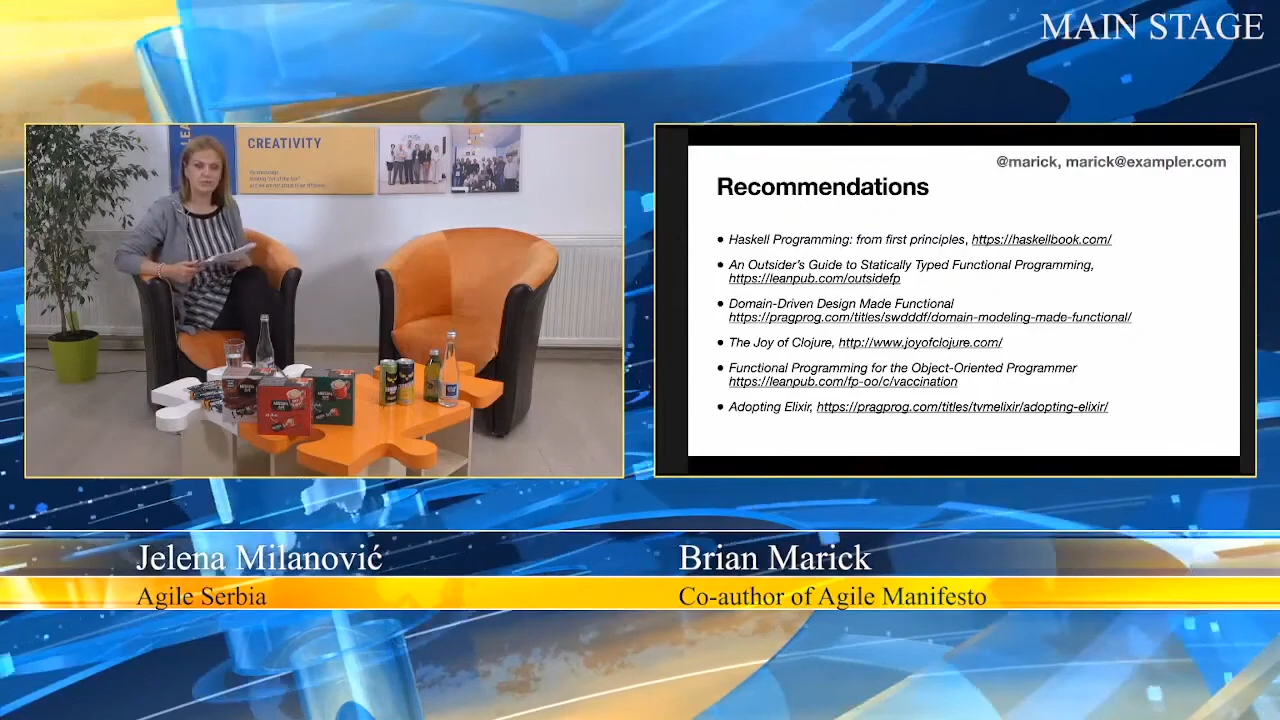 MAIN STAGE
LEA
CREATIVITY
@marick, marick@exampler.com
Recommendations
• Haskell Programming: from first principles, https://haskellbook.com/
• An Outsider's Guide to Statically Typed Functional Programming,
https://leanpub.com/outsidefp
• Domain-Driven Design Made Functional
https://pragprog.com/titles/swdddf/domain-modeling-made-functional/
• The Joy of Clojure, http://www.joyofclojure.com/
• Functional Programming for the Object-Oriented Programmer
https://leanpub.com/fp-oo/c/vaccination
• Adopting Elixir, https://pragprog.com/titles/tvmelixir/adopting-elixir/
Jelena Milanović
Agile Serbia
Brian Marick
Co-author of Agile Manifesto